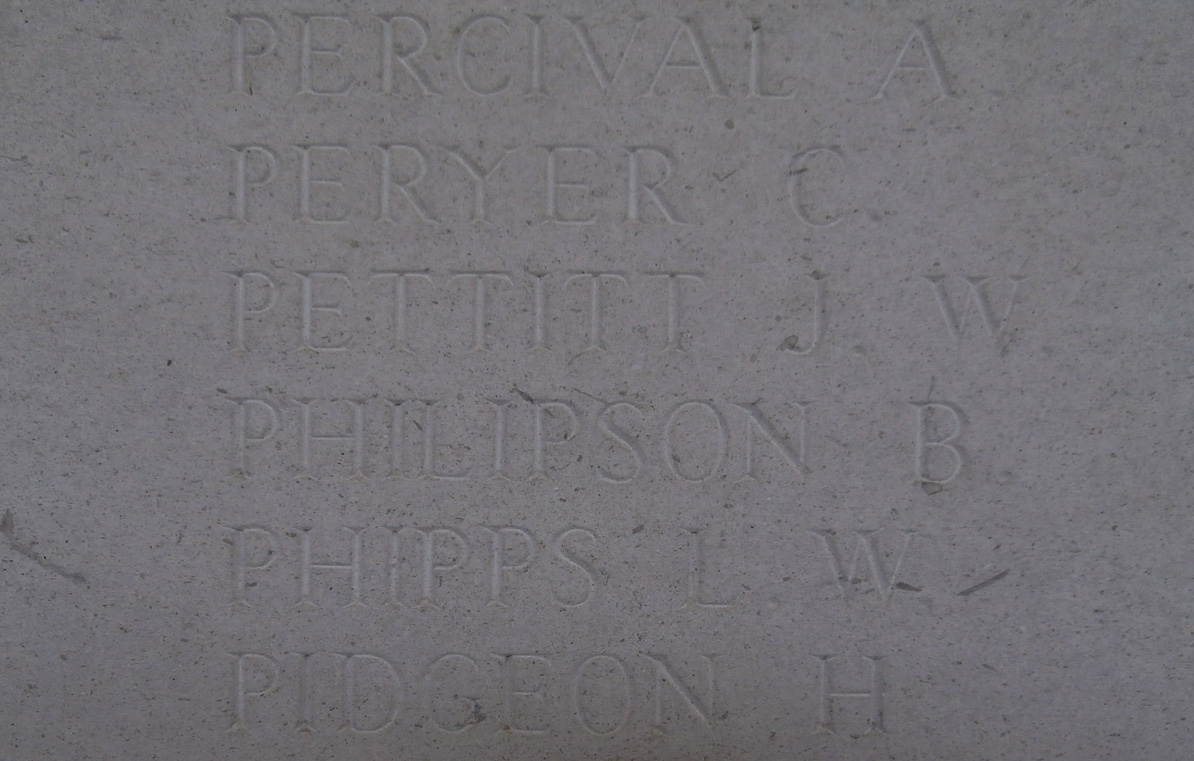 PERCIVAL A
PERYER C.
PETTITT J. W
PHILIPSON B
PHIPPS L. W.
PIDGEON H